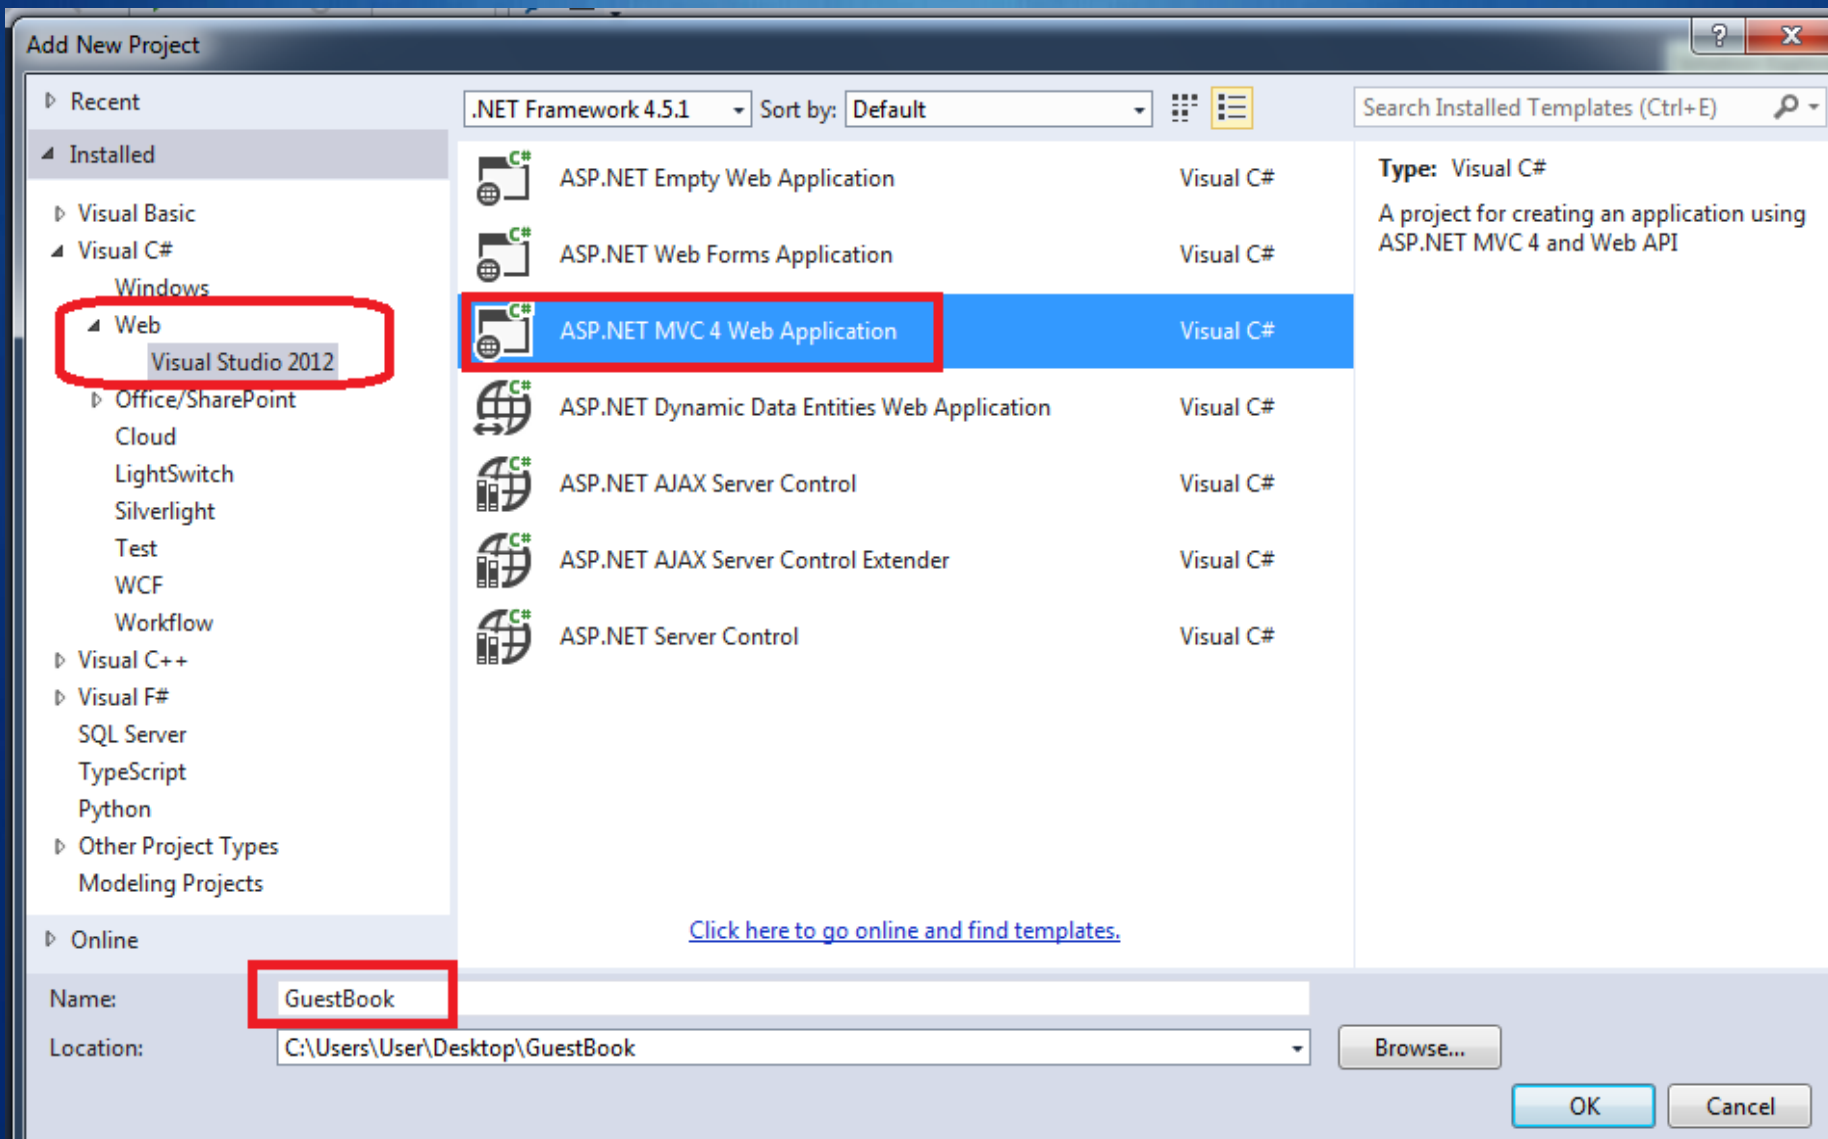 Add New Project
?
Recent
Installed
Visual Basic
Visual C#
Windows
Web
Visual Studio 2012
Office/SharePoint
Cloud
LightSwitch
Silverlight
Test
WCF
Workflow
Visual C++
Visual F#
SQL Server
TypeScript
Python
Other Project Types
Modeling Projects
Online
.NET Framework 4.5.1 Sort by: Default
C# ASP.NET Empty Web Application Visual C#
C# ASP.NET Web Forms Application Visual C#
C# ASP.NET MVC 4 Web Application Visual C#
C# ASP.NET Dynamic Data Entities Web Application Visual C#
C# ASP.NET AJAX Server Control Visual C#
C# ASP.NET AJAX Server Control Extender Visual C#
C# ASP.NET Server Control Visual C#
Click here to go online and find templates.
Search Installed Templates (Ctrl+E)
Type: Visual C#
A project for creating an application using
ASP.NET MVC 4 and Web API
Name: GuestBook
Location: C:\Users\User\Desktop\GuestBook Browse...
OK Cancel